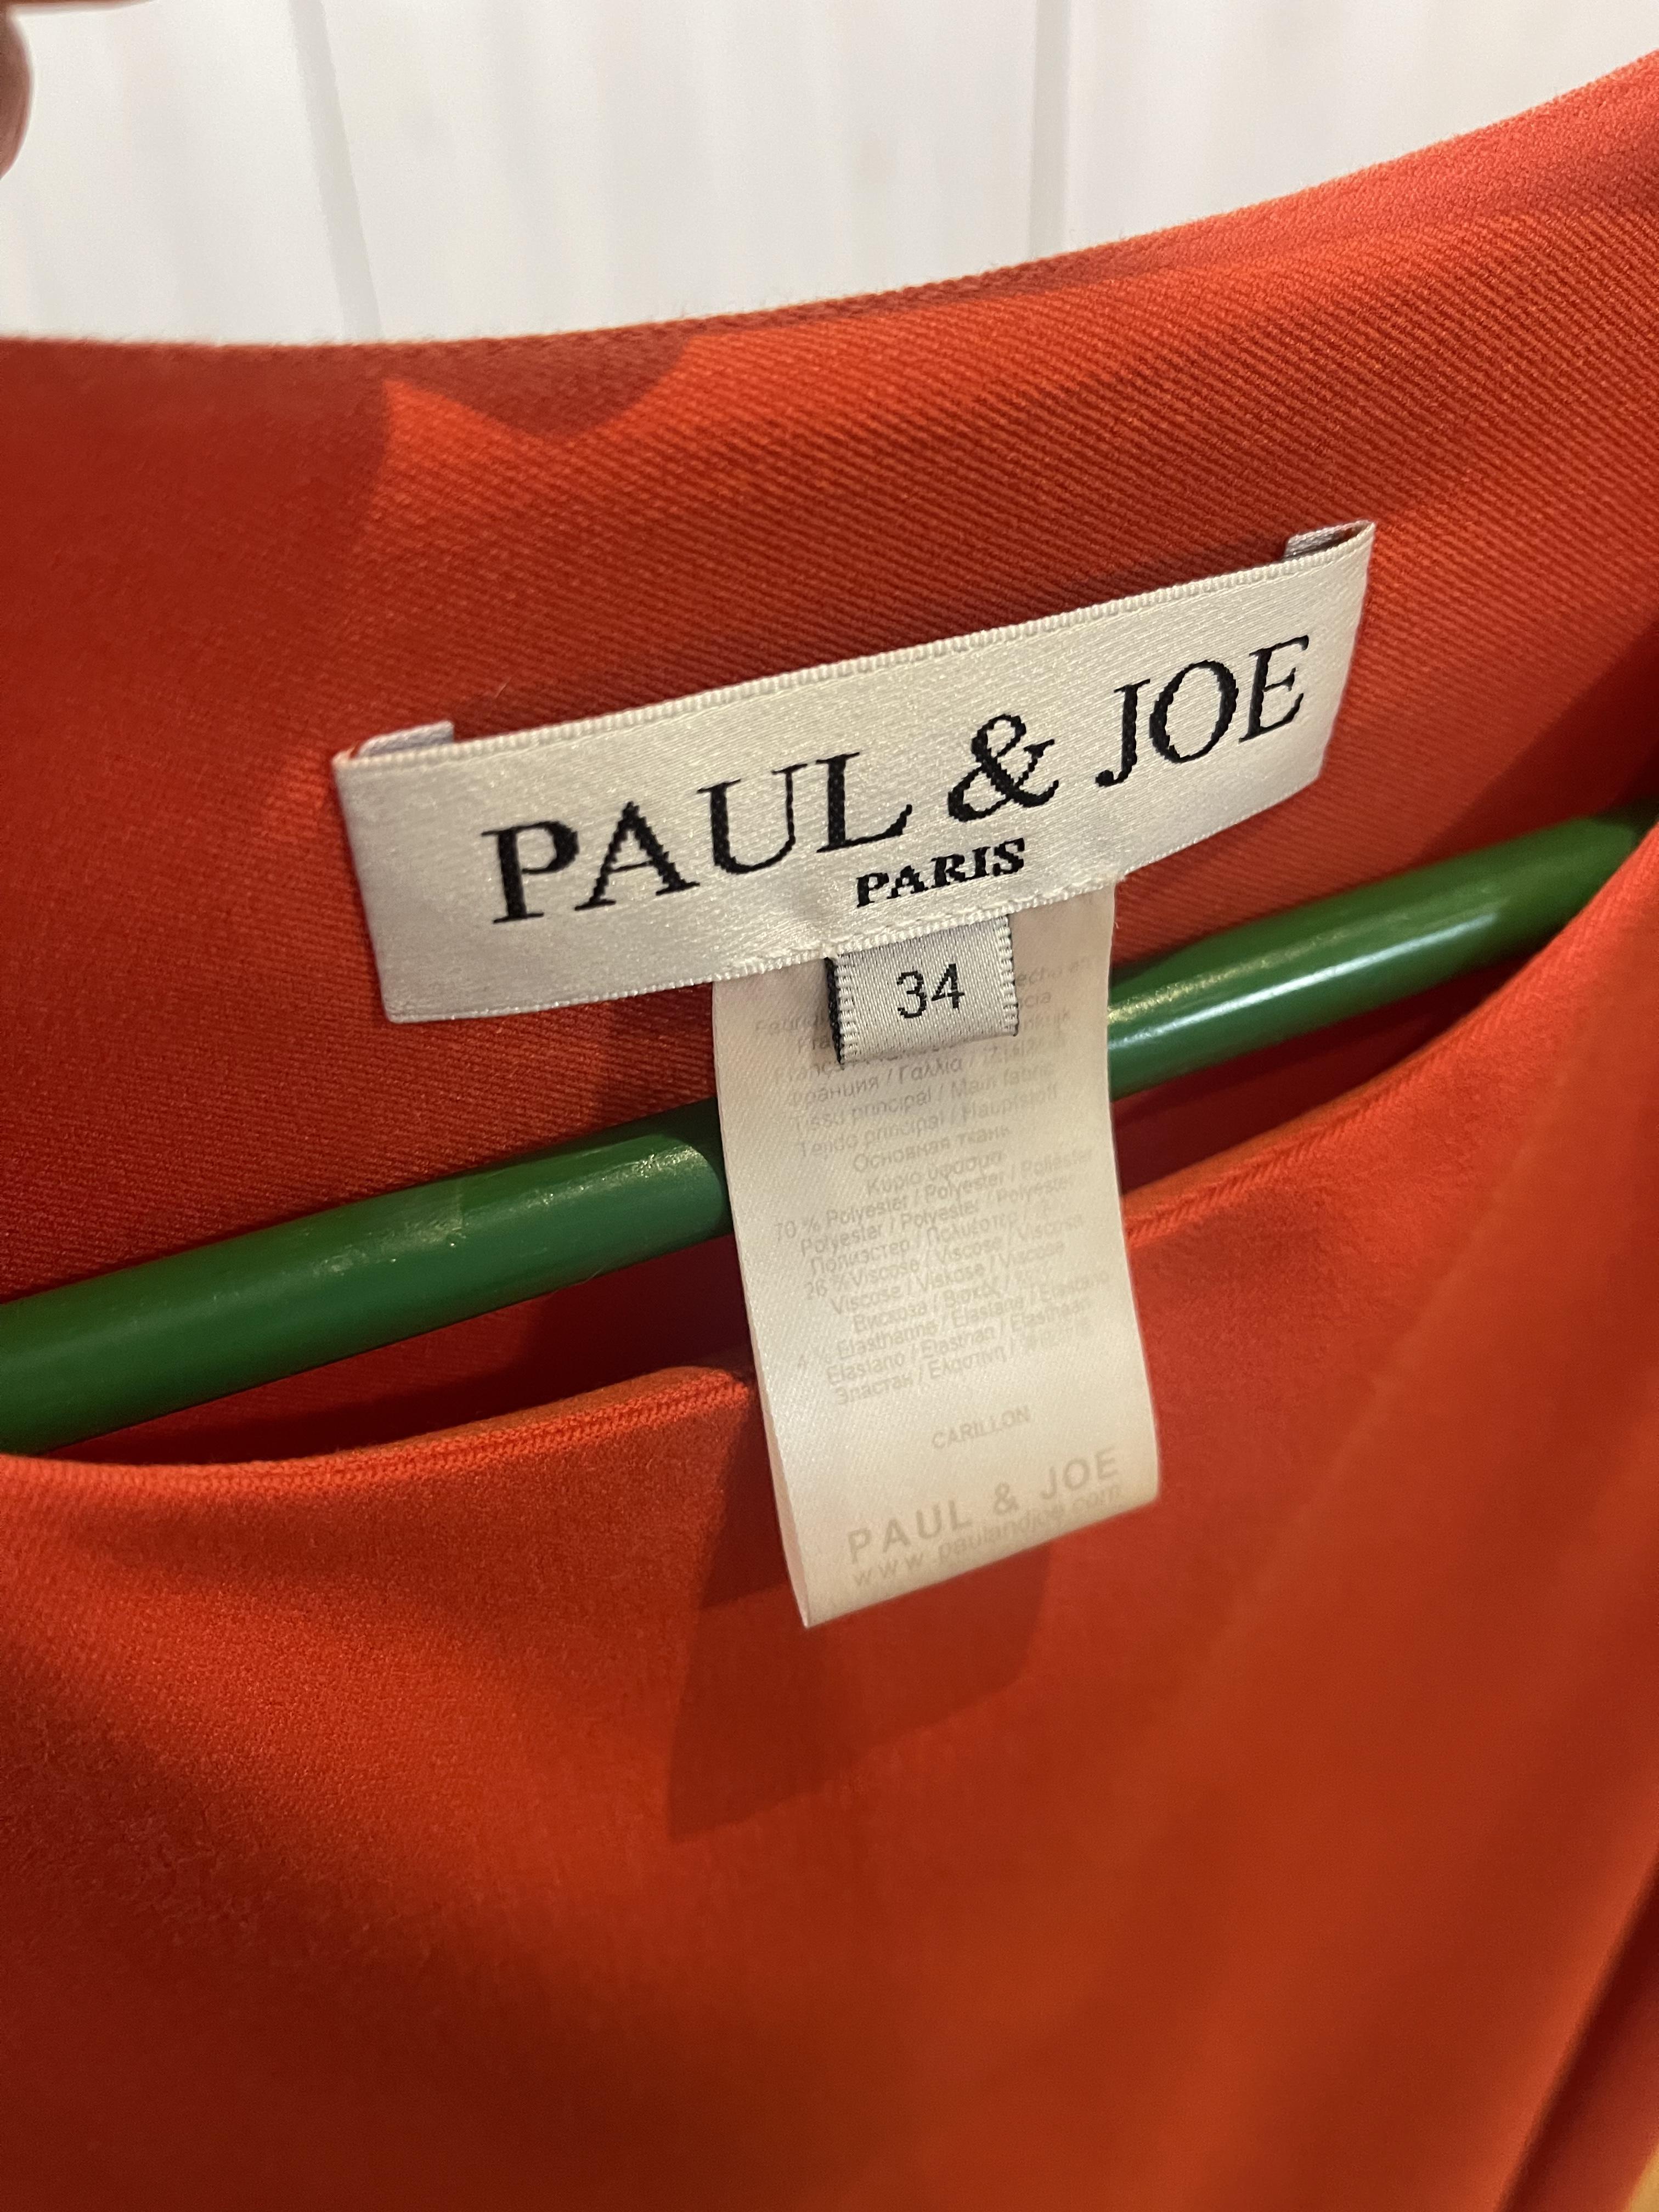 PAUL & JOE
PARIS
34
Франция / Γαλλία /
Tissu principal / Main fabric
Tendo principal / Hauptstoff
Основная ткань
Κύριο ύφασμα
70 % Polyester / Polyester / Poliéster
Polyester / Polyester / Polyester
Полиэстер / Πολυέστερ /
26 % Viscose / Viscose / Viscosa
Viscose / Viskose / Viscose
Вискоза / Βισκόζ /
4 % Elasthanne / Elastane / Elastano
Elastano / Elasthan / Elasthaan
Эластан / Ελαστίνη /
CARILLON
PAUL & JOE
www.paulandjoe.com